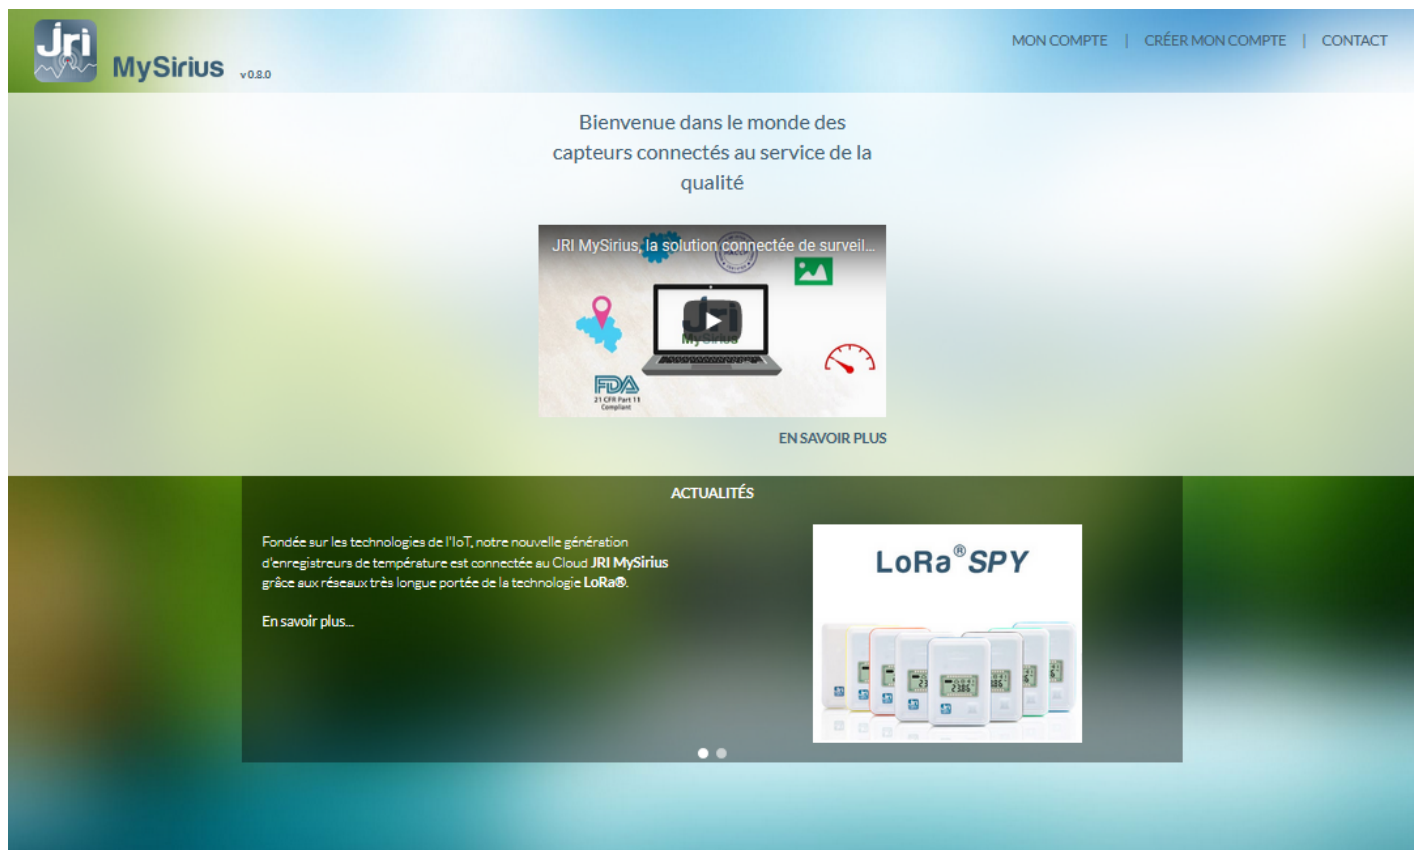 Jri
MySirius v0.8.0
MON COMPTE | CRÉER MON COMPTE | CONTACT
Bienvenue dans le monde des
capteurs connectés au service de la
qualité
JRI MySirius, la solution connectée de surveil...
HACCP
Jri
MySirius
FDA
21 CFR Part 11
Compliant
EN SAVOIR PLUS
ACTUALITÉS
Fondée sur les technologies de l'IoT, notre nouvelle génération
d'enregistreurs de température est connectée au Cloud JRI MySirius
grâce aux réseaux très longue portée de la technologie LoRa®.
En savoir plus...
LoRa® SPY